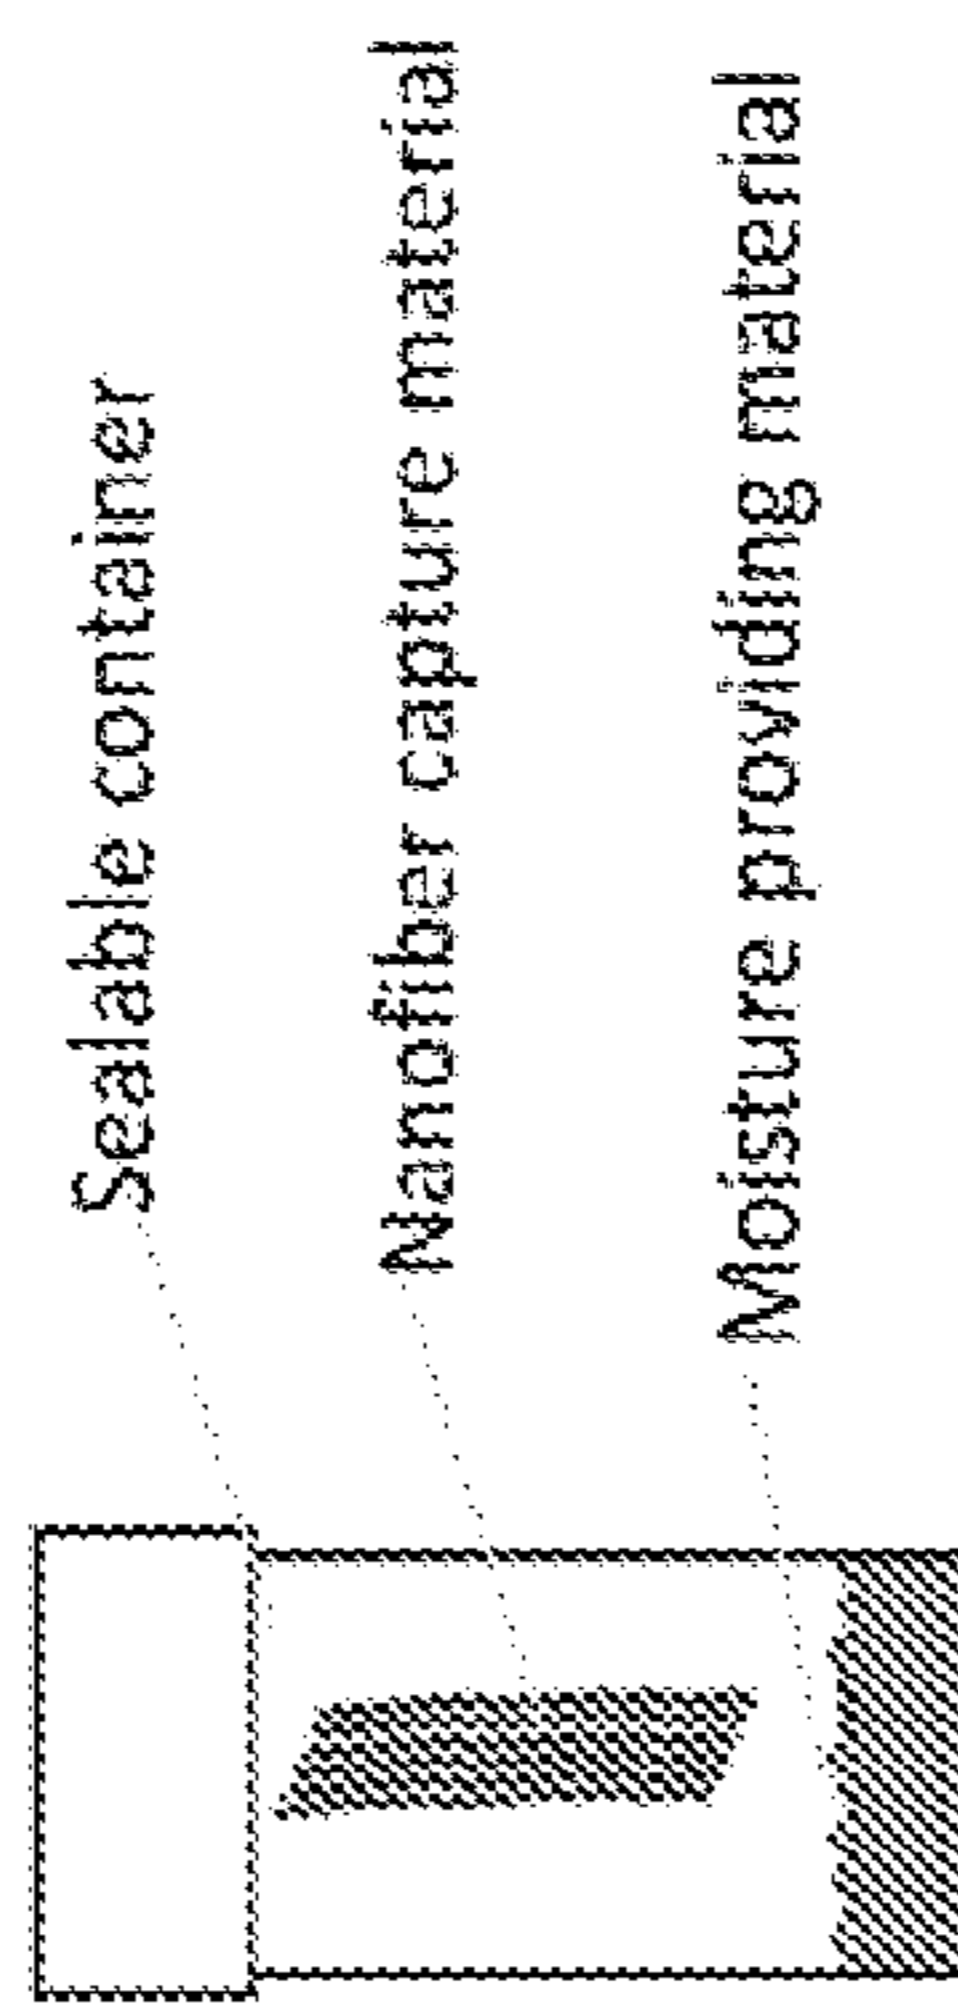 Sealable container
Nanofiber capture material
Moisture providing material